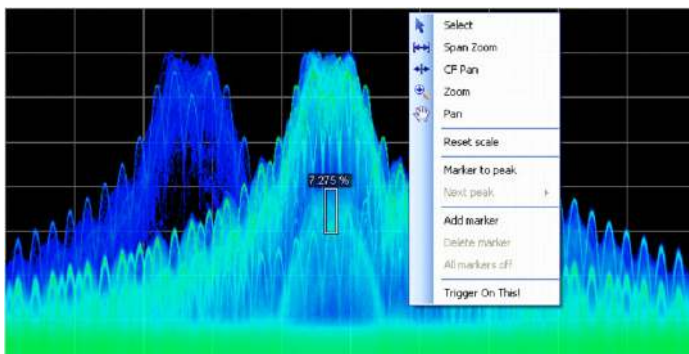 Select
Span Zoom
CF Pan
Zoom
Pan
Reset scale
Marker to peak
Next peak
7.275 %
Add marker
Delete marker
All markers off
Trigger On This!